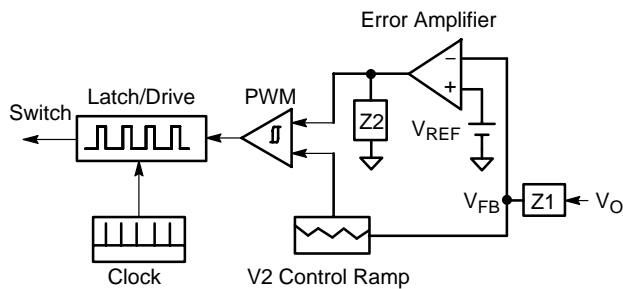 Error Amplifier
Latch/Drive
PWM
Switch
Z2
−
+
V_REF
V_FB
Z1
V_O
Clock
V2 Control Ramp